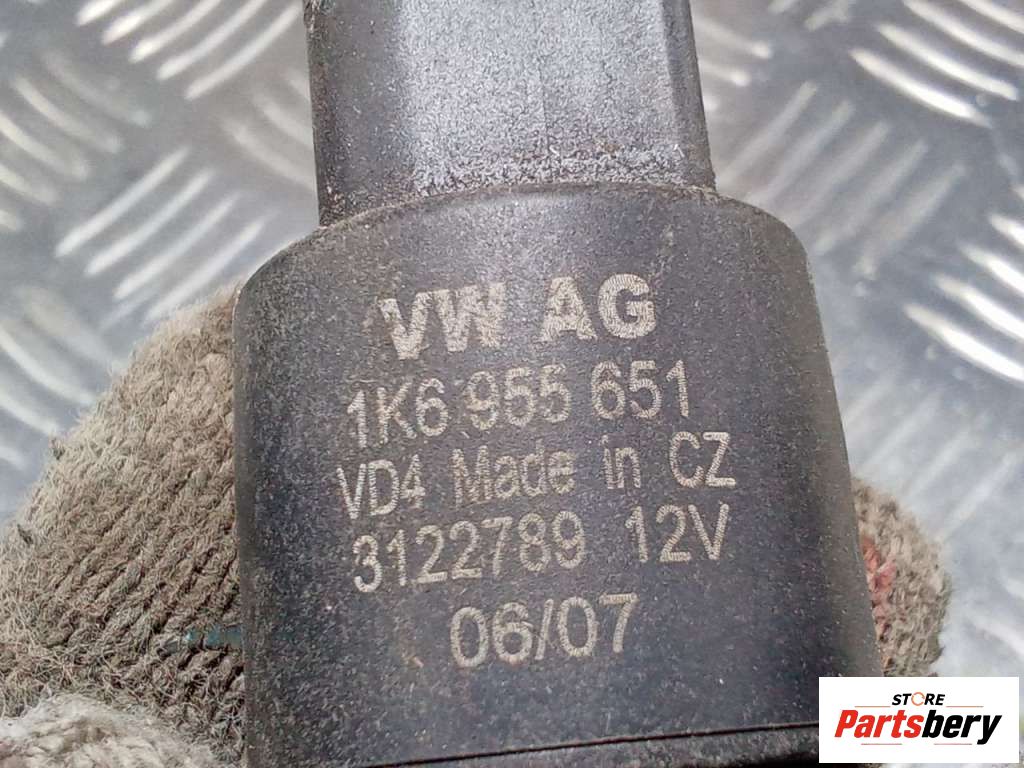 VW AG
1K6 955 651
VD4 Made in CZ
3122789 12V
06/07
STORE
Partsbery